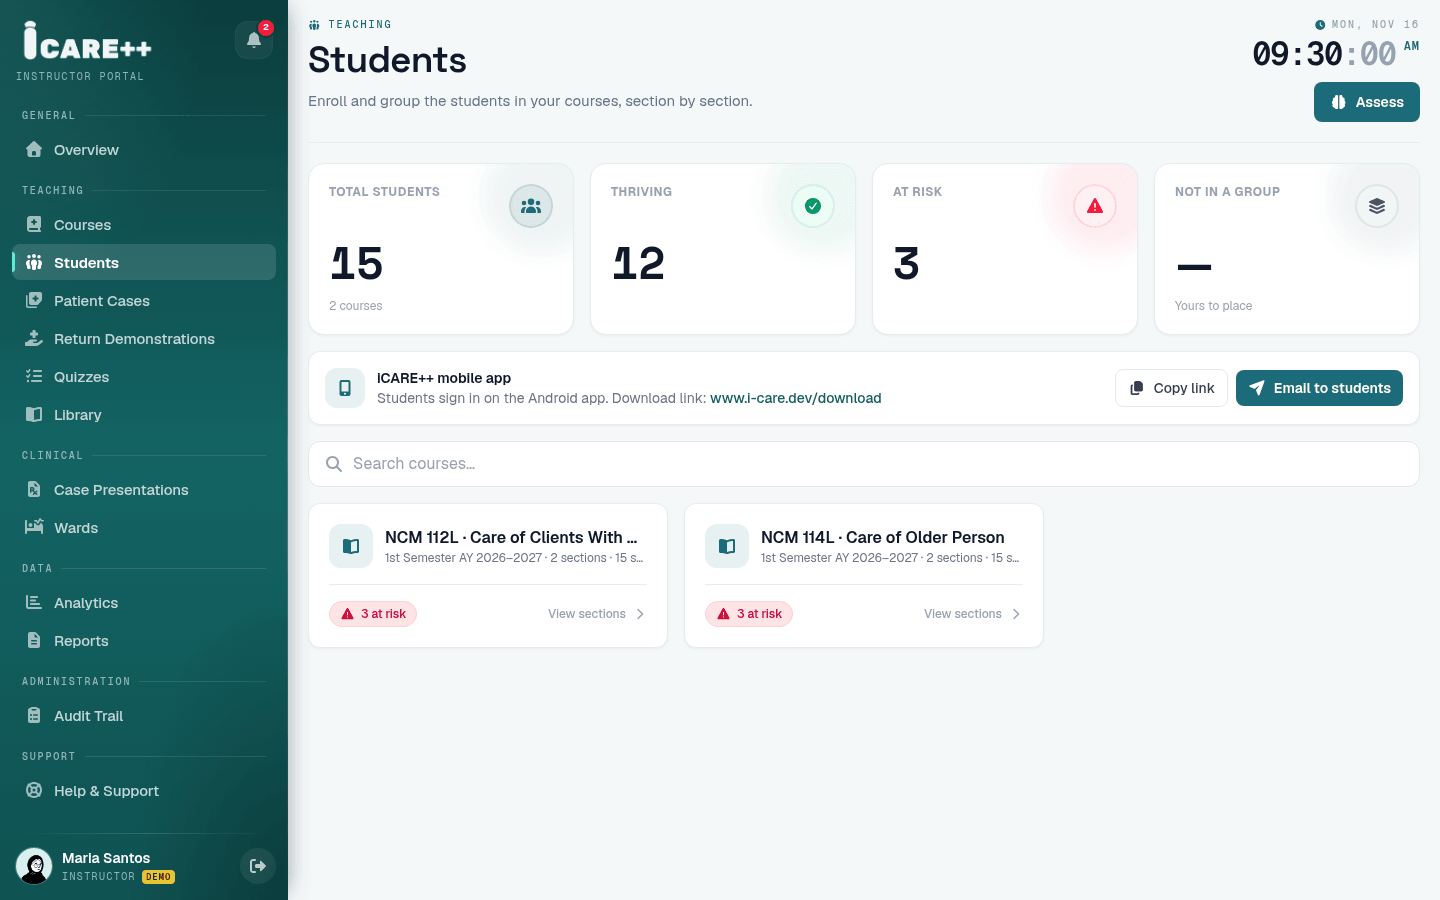 iCARE++
2
INSTRUCTOR PORTAL
GENERAL
Overview
TEACHING
Courses
Students
Patient Cases
Return Demonstrations
Quizzes
Library
CLINICAL
Case Presentations
Wards
DATA
Analytics
Reports
ADMINISTRATION
Audit Trail
SUPPORT
Help & Support
Maria Santos
INSTRUCTOR DEMO
TEACHING
Students
Enroll and group the students in your courses, section by section.
MON, NOV 16
09:30:00 AM
Assess
TOTAL STUDENTS
15
2 courses
THRIVING
12
AT RISK
3
NOT IN A GROUP
—
Yours to place
iCARE++ mobile app
Students sign in on the Android app. Download link: www.i-care.dev/download
Copy link
Email to students
Search courses...
NCM 112L · Care of Clients With ...
1st Semester AY 2026–2027 · 2 sections · 15 s...
3 at risk
View sections
NCM 114L · Care of Older Person
1st Semester AY 2026–2027 · 2 sections · 15 s...
3 at risk
View sections